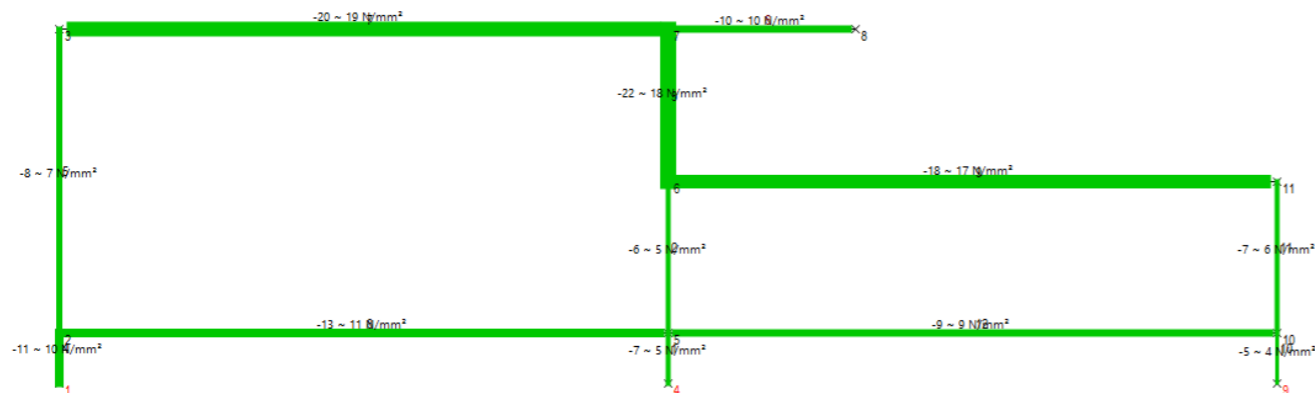 -20 ~ 19 N/mm²
-10 ~ 10 N/mm²
3
7
8
-22 ~ 18 N/mm²
-8 ~ 7 N/mm²
-18 ~ 17 N/mm²
6
11
-6 ~ 5 N/mm²
-7 ~ 6 N/mm²
-13 ~ 11 N/mm²
-9 ~ 9 N/mm²
2
5
10
-11 ~ 10 N/mm²
-7 ~ 5 N/mm²
-5 ~ 4 N/mm²
1
4
9